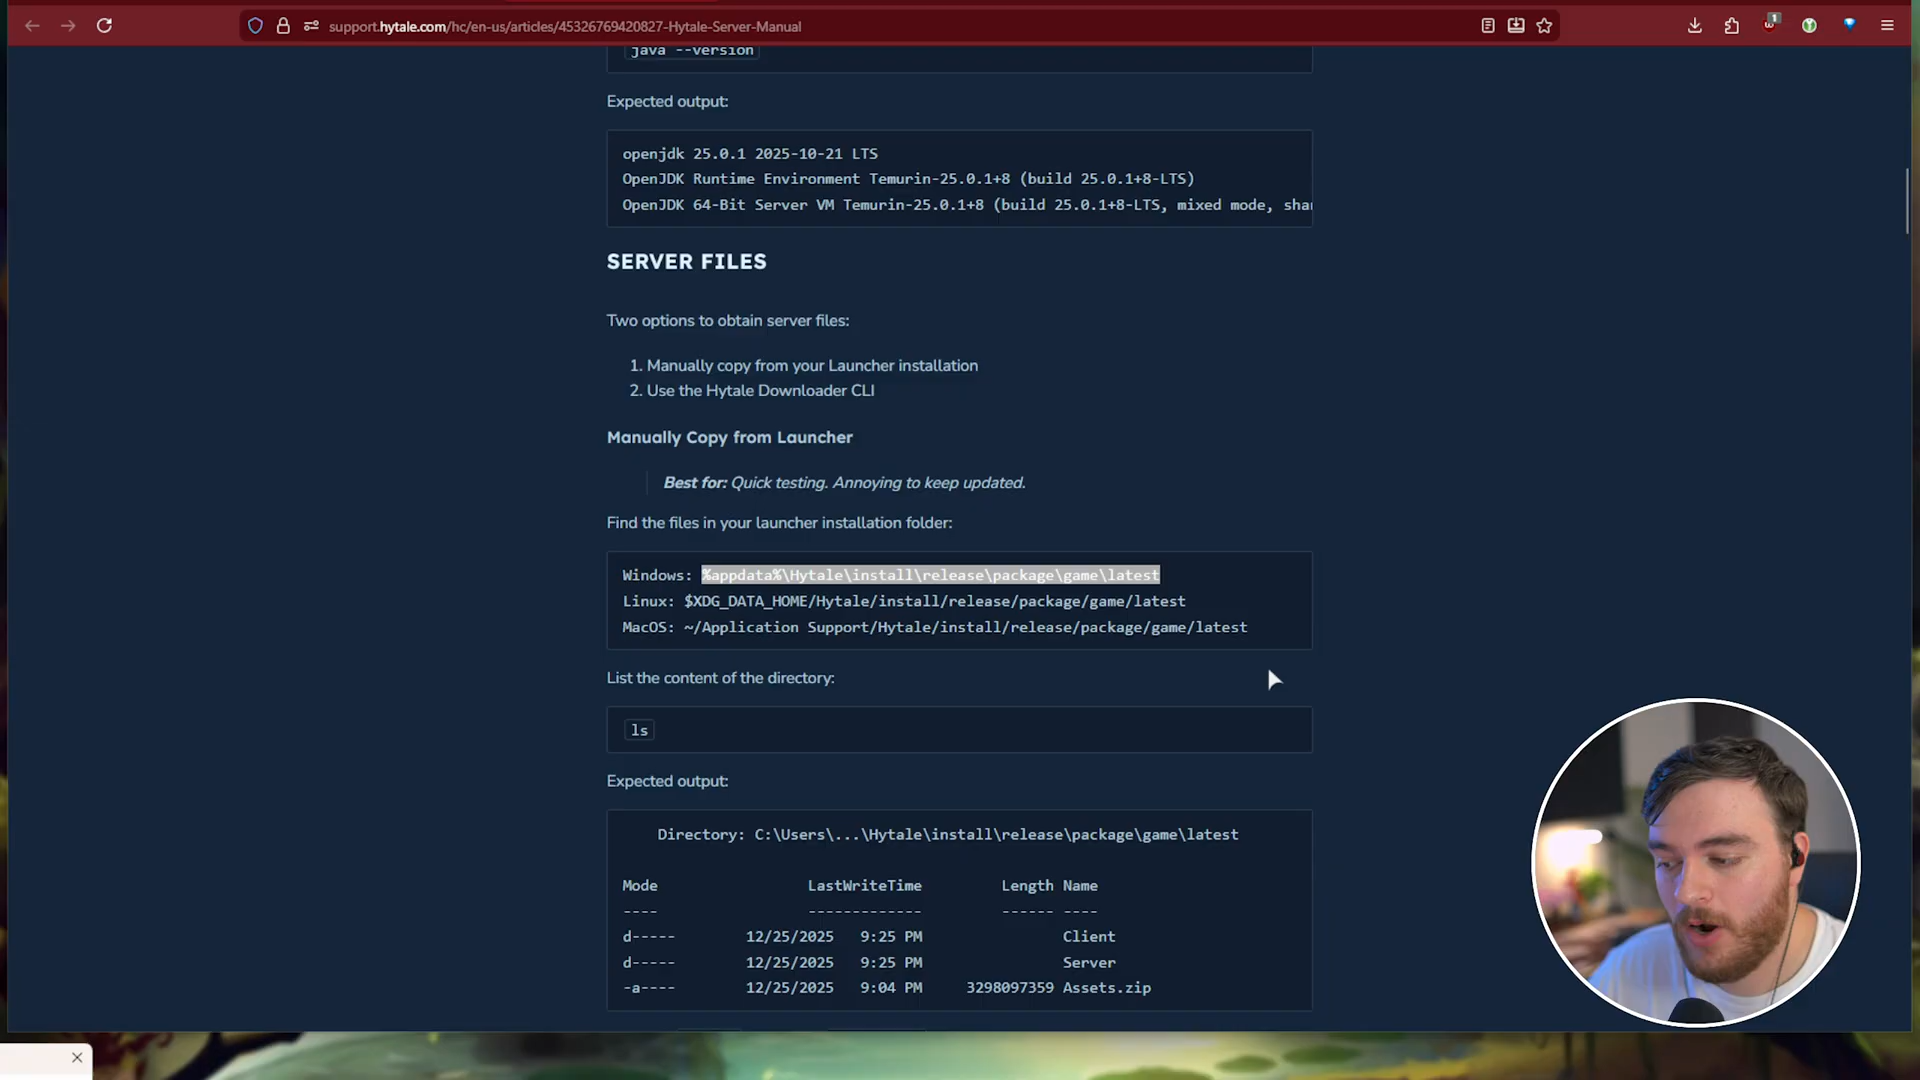 support.hytale.com/hc/en-us/articles/45326769420827-Hytale-Server-Manual
1
java --version
Expected output:
openjdk 25.0.1 2025-10-21 LTS
OpenJDK Runtime Environment Temurin-25.0.1+8 (build 25.0.1+8-LTS)
OpenJDK 64-Bit Server VM Temurin-25.0.1+8 (build 25.0.1+8-LTS, mixed mode, sha
SERVER FILES
Two options to obtain server files:
1. Manually copy from your Launcher installation
2. Use the Hytale Downloader CLI
Manually Copy from Launcher
Best for: Quick testing. Annoying to keep updated.
Find the files in your launcher installation folder:
Windows: %appdata%\Hytale\install\release\package\game\latest
Linux: $XDG_DATA_HOME/Hytale/install/release/package/game/latest
MacOS: ~/Application Support/Hytale/install/release/package/game/latest
List the content of the directory:
ls
Expected output:
Directory: C:\Users\...\Hytale\install\release\package\game\latest
Mode LastWriteTime Length Name
---- ------------- ------ ----
d----- 12/25/2025 9:25 PM Client
d----- 12/25/2025 9:25 PM Server
-a---- 12/25/2025 9:04 PM 3298097359 Assets.zip